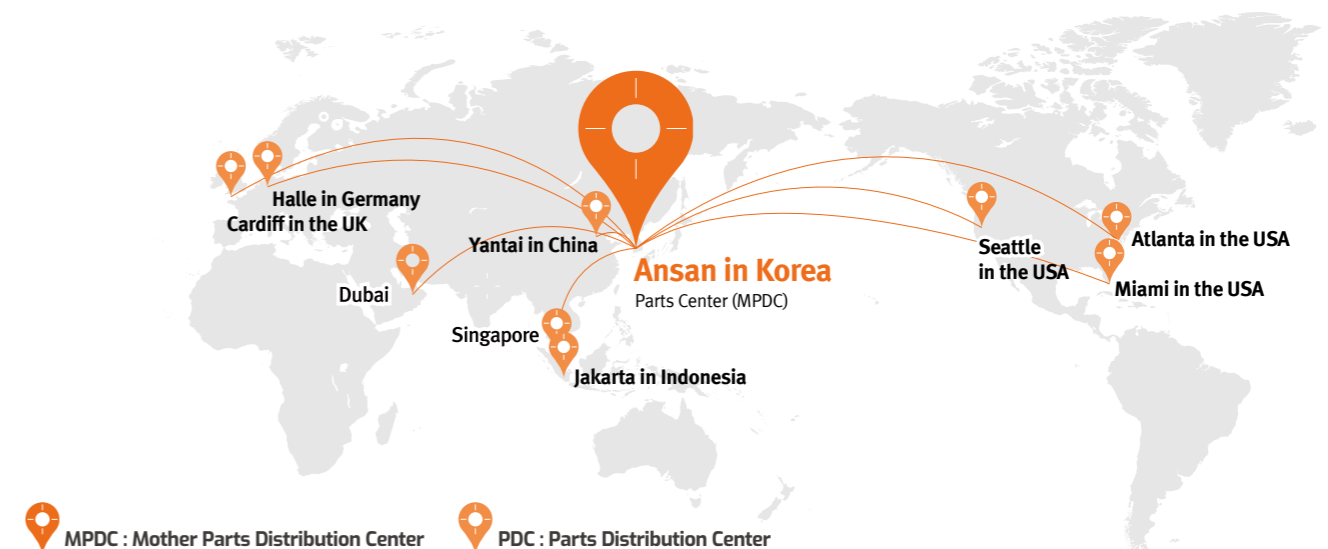 Halle in Germany
Cardiff in the UK
Yantai in China
Dubai
Singapore
Jakarta in Indonesia
Ansan in Korea
Parts Center (MPDC)
Seattle
in the USA
Atlanta in the USA
Miami in the USA
MPDC : Mother Parts Distribution Center
PDC : Parts Distribution Center